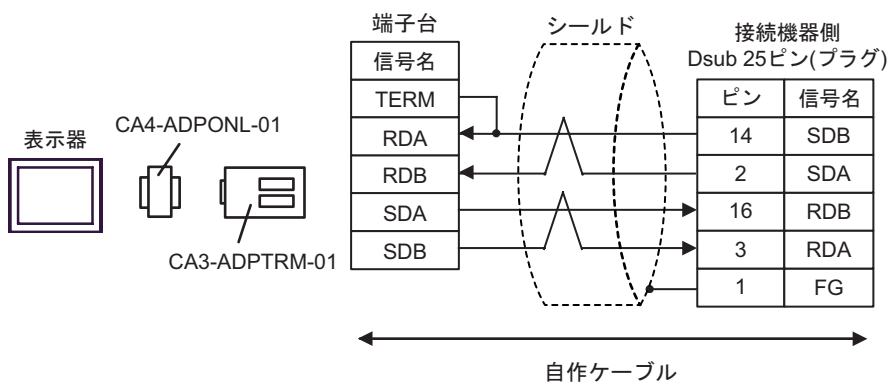 表示器
CA4-ADPONL-01
CA3-ADPTRM-01
端子台
信号名
TERM
RDA
RDB
SDA
SDB
シールド
接続機器側
Dsub 25ピン(プラグ)
ピン 信号名
14 SDB
2 SDA
16 RDB
3 RDA
1 FG
自作ケーブル